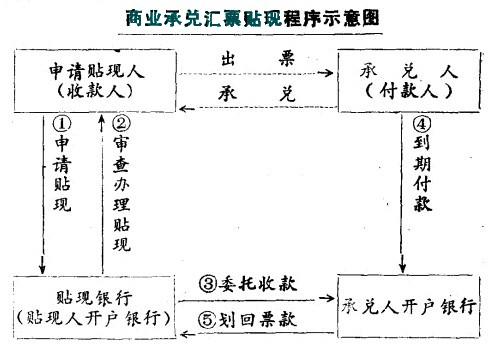 商业承兑汇票贴现程序示意图
申请贴现人
(收款人)
出票
承兑
承兑人
(付款人)
①申请贴现
②审查办理贴现
④到期付款
贴现银行
(贴现人开户银行)
③委托收款
⑤划回票款
承兑人开户银行